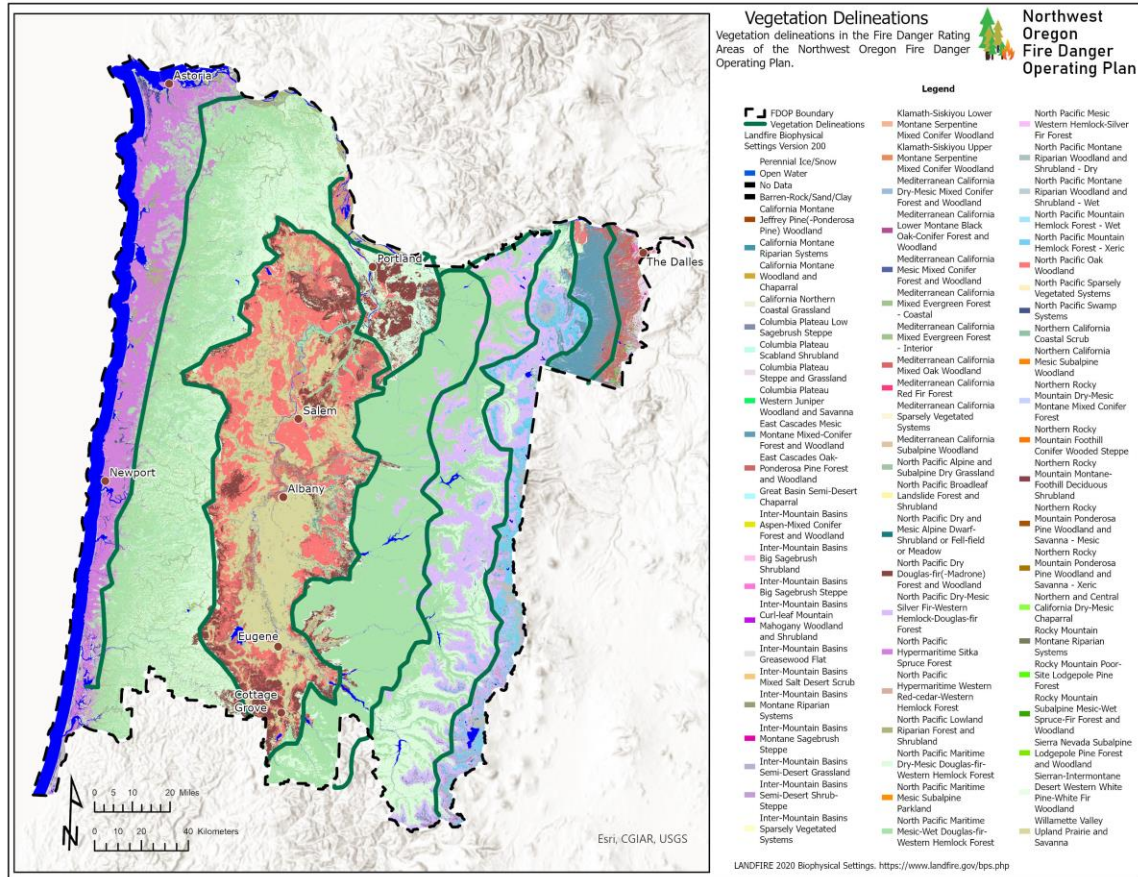 Vegetation Delineations
Vegetation delineations in the Fire Danger Rating
Areas of the Northwest Oregon Fire Danger
Operating Plan.
Northwest
Oregon
Fire Danger
Operating Plan
Astoria
Portland
The Dalles
Salem
Newport
Albany
Eugene
Cottage
Grove
N
0 5 10 20 Miles
0 10 20 40 Kilometers
Esri, CGIAR, USGS
Legend
FDOP Boundary
Vegetation Delineations
Landfire Biophysical
Settings Version 200
Perennial Ice/Snow
Open Water
No Data
Barren-Rock/Sand/Clay
California Montane
Jeffrey Pine(-Ponderosa
Pine) Woodland
California Montane
Riparian Systems
California Montane
Woodland and
Chaparral
California Northern
Coastal Grassland
Columbia Plateau Low
Sagebrush Steppe
Columbia Plateau
Scabland Shrubland
Columbia Plateau
Steppe and Grassland
Columbia Plateau
Western Juniper
Woodland and Savanna
East Cascades Mesic
Montane Mixed-Conifer
Forest and Woodland
East Cascades Oak-
Ponderosa Pine Forest
and Woodland
Great Basin Semi-Desert
Chaparral
Inter-Mountain Basins
Aspen-Mixed Conifer
Forest and Woodland
Inter-Mountain Basins
Big Sagebrush
Shrubland
Inter-Mountain Basins
Big Sagebrush Steppe
Inter-Mountain Basins
Curl-leaf Mountain
Mahogany Woodland
and Shrubland
Inter-Mountain Basins
Greasewood Flat
Inter-Mountain Basins
Mixed Salt Desert Scrub
Inter-Mountain Basins
Montane Riparian
Systems
Inter-Mountain Basins
Montane Sagebrush
Steppe
Inter-Mountain Basins
Semi-Desert Grassland
Inter-Mountain Basins
Semi-Desert Shrub-
Steppe
Inter-Mountain Basins
Sparsely Vegetated
Systems
Klamath-Siskiyou Lower
Montane Serpentine
Mixed Conifer Woodland
Klamath-Siskiyou Upper
Montane Serpentine
Mixed Conifer Woodland
Mediterranean California
Dry-Mesic Mixed Conifer
Forest and Woodland
Mediterranean California
Lower Montane Black
Oak-Conifer Forest and
Woodland
Mediterranean California
Mesic Mixed Conifer
Forest and Woodland
Mediterranean California
Mixed Evergreen Forest
- Coastal
Mediterranean California
Mixed Evergreen Forest
- Interior
Mediterranean California
Mixed Oak Woodland
Mediterranean California
Red Fir Forest
Mediterranean California
Sparsely Vegetated
Systems
Mediterranean California
Subalpine Woodland
North Pacific Alpine and
Subalpine Dry Grassland
North Pacific Broadleaf
Landslide Forest and
Shrubland
North Pacific Dry and
Mesic Alpine Dwarf-
Shrubland or Fell-field
or Meadow
North Pacific Dry
Douglas-fir(-Madrone)
Forest and Woodland
North Pacific Dry-Mesic
Silver Fir-Western
Hemlock-Douglas-fir
Forest
North Pacific
Hypermaritime Sitka
Spruce Forest
North Pacific
Hypermaritime Western
Red-cedar-Western
Hemlock Forest
North Pacific Lowland
Riparian Forest and
Shrubland
North Pacific Maritime
Dry-Mesic Douglas-fir-
Western Hemlock Forest
North Pacific Maritime
Mesic Subalpine
Parkland
North Pacific Maritime
Mesic-Wet Douglas-fir-
Western Hemlock Forest
North Pacific Mesic
Western Hemlock-Silver
Fir Forest
North Pacific Montane
Riparian Woodland and
Shrubland - Dry
North Pacific Montane
Riparian Woodland and
Shrubland - Wet
North Pacific Mountain
Hemlock Forest - Wet
North Pacific Mountain
Hemlock Forest - Xeric
North Pacific Oak
Woodland
North Pacific Sparsely
Vegetated Systems
North Pacific Swamp
Systems
Northern California
Coastal Scrub
Northern California
Mesic Subalpine
Woodland
Northern Rocky
Mountain Dry-Mesic
Montane Mixed Conifer
Forest
Northern Rocky
Mountain Foothill
Conifer Wooded Steppe
Northern Rocky
Mountain Montane-
Foothill Deciduous
Shrubland
Northern Rocky
Mountain Ponderosa
Pine Woodland and
Savanna - Mesic
Northern Rocky
Mountain Ponderosa
Pine Woodland and
Savanna - Xeric
Northern and Central
California Dry-Mesic
Chaparral
Rocky Mountain
Montane Riparian
Systems
Rocky Mountain Poor-
Site Lodgepole Pine
Forest
Rocky Mountain
Subalpine Mesic-Wet
Spruce-Fir Forest and
Woodland
Sierra Nevada Subalpine
Lodgepole Pine Forest
and Woodland
Sierran-Intermontane
Desert Western White
Pine-White Fir
Woodland
Willamette Valley
Upland Prairie and
Savanna
LANDFIRE 2020 Biophysical Settings. https://www.landfire.gov/bps.php